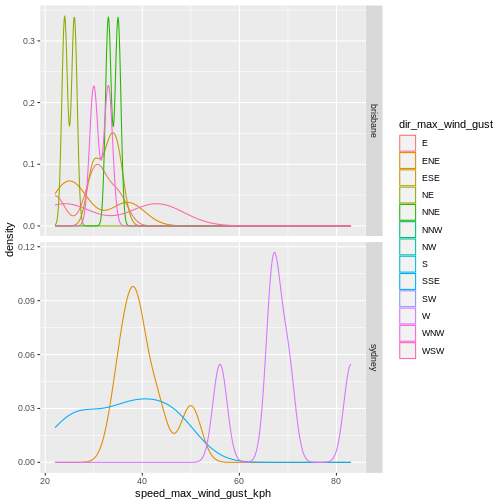 0.3
0.2
0.1
0.0
brisbane
0.12
0.09
0.06
0.03
0.00
sydney
20
40
60
80
speed_max_wind_gust_kph
density
dir_max_wind_gust
E
ENE
ESE
NE
NNE
NNW
NW
S
SSE
SW
W
WNW
WSW